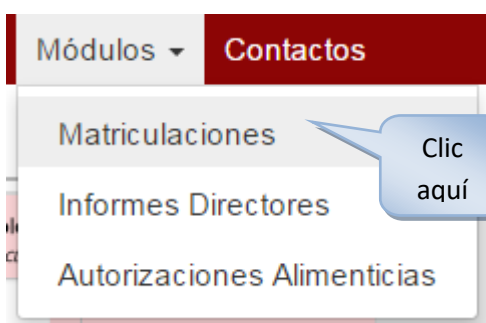 Módulos Contactos
Matriculaciones
Clic
aquí
Informes Directores
Autorizaciones Alimenticias